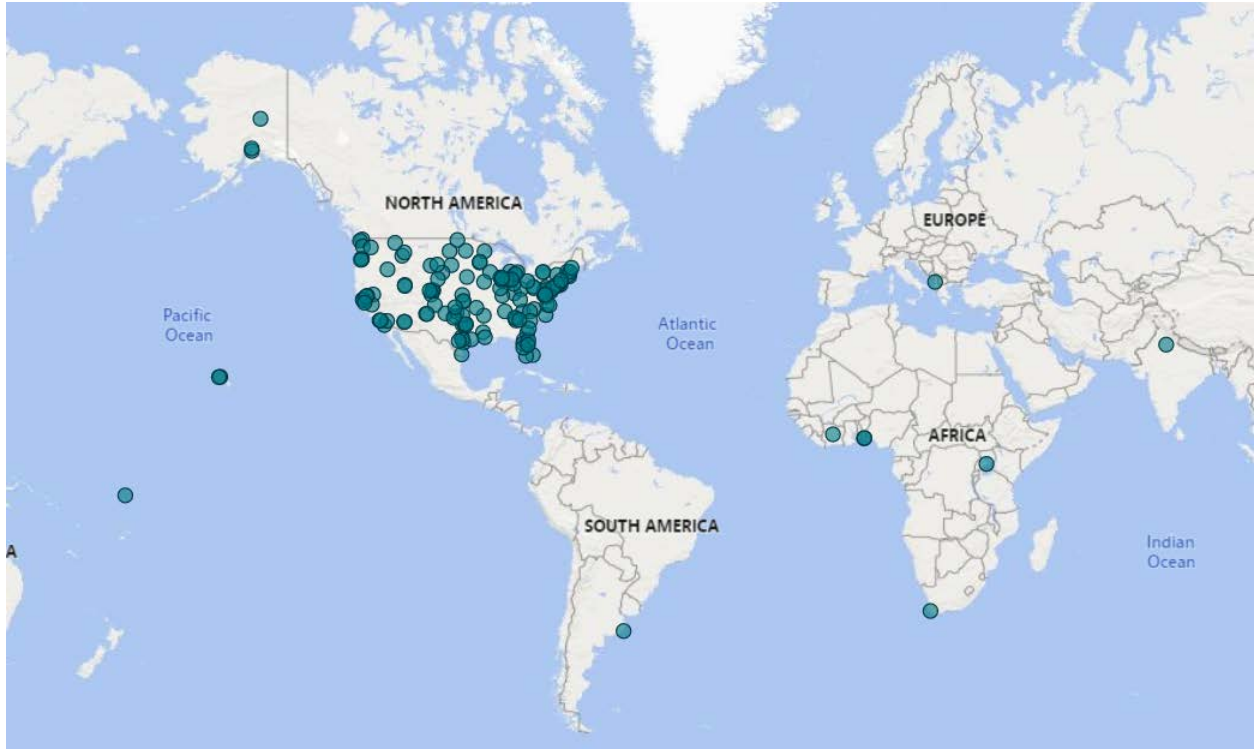 NORTH AMERICA
EUROPE
Pacific
Ocean
Atlantic
Ocean
AFRICA
SOUTH AMERICA
Indian
Ocean
A